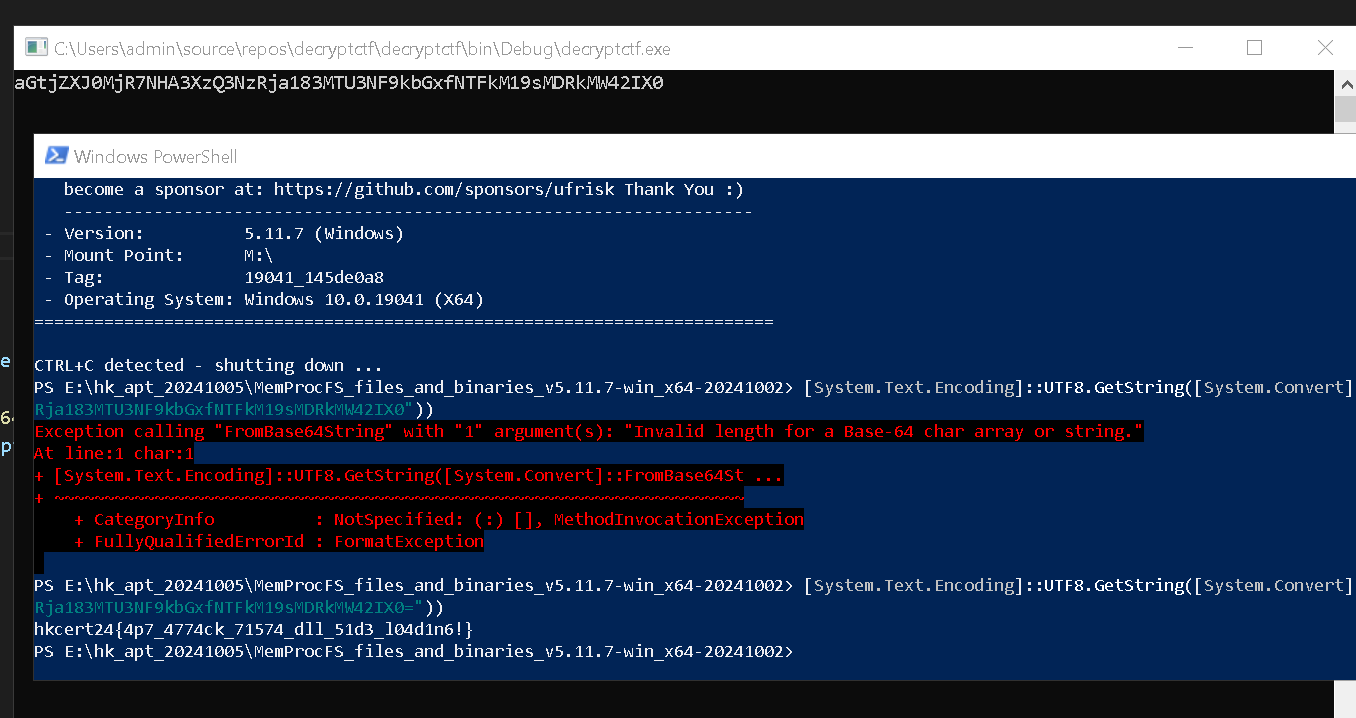 C:\Users\admin\source\repos\decryptctf\decryptctf\bin\Debug\decryptctf.exe
aGtjZXJ0MjR7NHA3XzQ3NzRja183MTU3NF9kbGxfNTFkM19sMDRkMW42IX0
Windows PowerShell
become a sponsor at: https://github.com/sponsors/ufrisk Thank You :)
---------------------------------------------------------------------
- Version: 5.11.7 (Windows)
- Mount Point: M:\
- Tag: 19041_145de0a8
- Operating System: Windows 10.0.19041 (X64)
==========================================================================
e
CTRL+C detected - shutting down ...
PS E:\hk_apt_20241005\MemProcFS_files_and_binaries_v5.11.7-win_x64-20241002> [System.Text.Encoding]::UTF8.GetString([System.Convert]
Rja183MTU3NF9kbGxfNTFkM19sMDRkMW42IX0"))
64
Exception calling "FromBase64String" with "1" argument(s): "Invalid length for a Base-64 char array or string."
p
At line:1 char:1
+ [System.Text.Encoding]::UTF8.GetString([System.Convert]::FromBase64St ...
+ ~~~~~~~~~~~~~~~~~~~~~~~~~~~~~~~~~~~~~~~~~~~~~~~~~~~~~~~~~~~~~~~~~~~~~
+ CategoryInfo : NotSpecified: (:) [], MethodInvocationException
+ FullyQualifiedErrorId : FormatException
PS E:\hk_apt_20241005\MemProcFS_files_and_binaries_v5.11.7-win_x64-20241002> [System.Text.Encoding]::UTF8.GetString([System.Convert]
Rja183MTU3NF9kbGxfNTFkM19sMDRkMW42IX0="))
hkcert24{4p7_4774ck_71574_dll_51d3_l04d1n6!}
PS E:\hk_apt_20241005\MemProcFS_files_and_binaries_v5.11.7-win_x64-20241002>